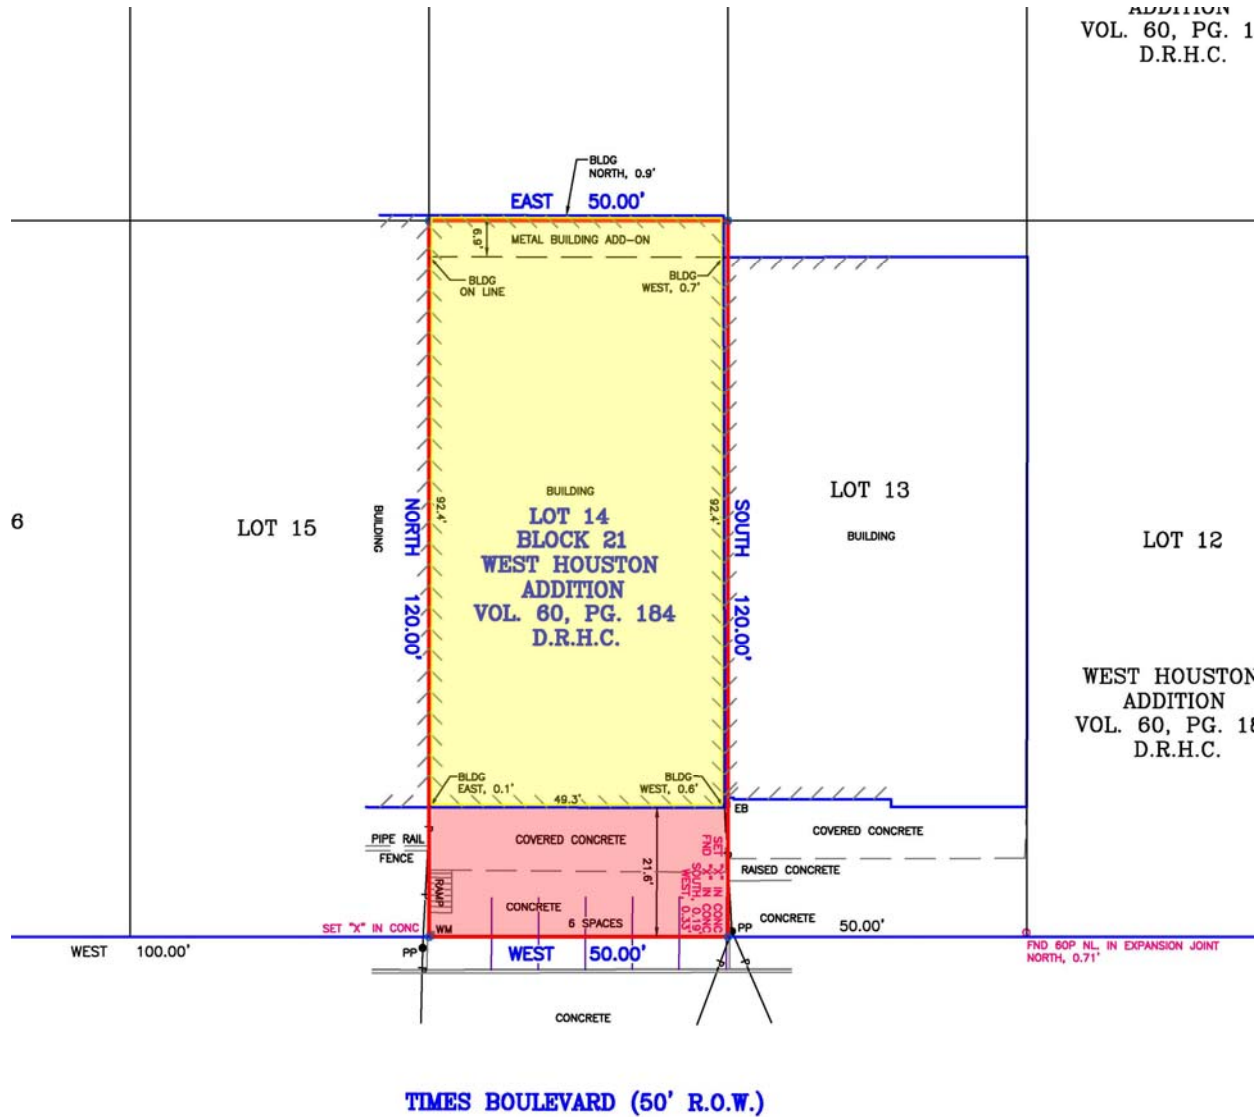 ADDITION
VOL. 60, PG. 1
D.R.H.C.
BLDG
NORTH, 0.9'
EAST 50.00'
6.9'
METAL BUILDING ADD-ON
BLDG
ON LINE
BLDG
WEST, 0.7'
6
LOT 15
BUILDING
NORTH 120.00'
92.4'
BUILDING
LOT 14
BLOCK 21
WEST HOUSTON
ADDITION
VOL. 60, PG. 184
D.R.H.C.
92.4'
SOUTH 120.00'
LOT 13
BUILDING
LOT 12
WEST HOUSTON
ADDITION
VOL. 60, PG. 18
D.R.H.C.
BLDG
EAST, 0.1'
49.3'
BLDG
WEST, 0.6'
EB
PIPE RAIL
FENCE
COVERED CONCRETE
21.6'
SET "X" IN CONC
FND "X" IN CONC
SOUTH, 0.19'
WEST, 0.33'
COVERED CONCRETE
RAISED CONCRETE
RAMP
CONCRETE
6 SPACES
CONCRETE
SET "X" IN CONC
WM
PP
50.00'
WEST 100.00'
PP
WEST 50.00'
FND 60P NL. IN EXPANSION JOINT
NORTH, 0.71'
CONCRETE
TIMES BOULEVARD (50' R.O.W.)